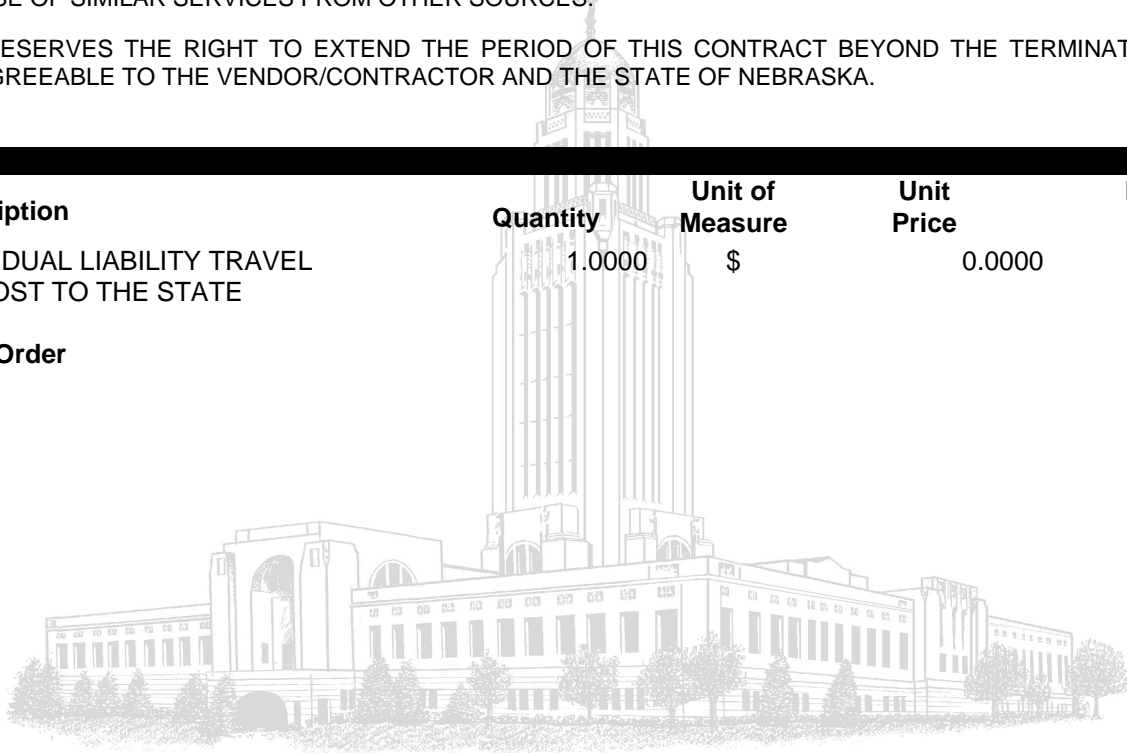 SE OF SIMILAR SERVICES FROM OTHER SOURCES.
ESERVES THE RIGHT TO EXTEND THE PERIOD OF THIS CONTRACT BEYOND THE TERMINAT
GREEABLE TO THE VENDOR/CONTRACTOR AND THE STATE OF NEBRASKA.
iption Quantity Unit of Measure Unit Price
DUAL LIABILITY TRAVEL 1.0000 $ 0.0000
OST TO THE STATE
Order